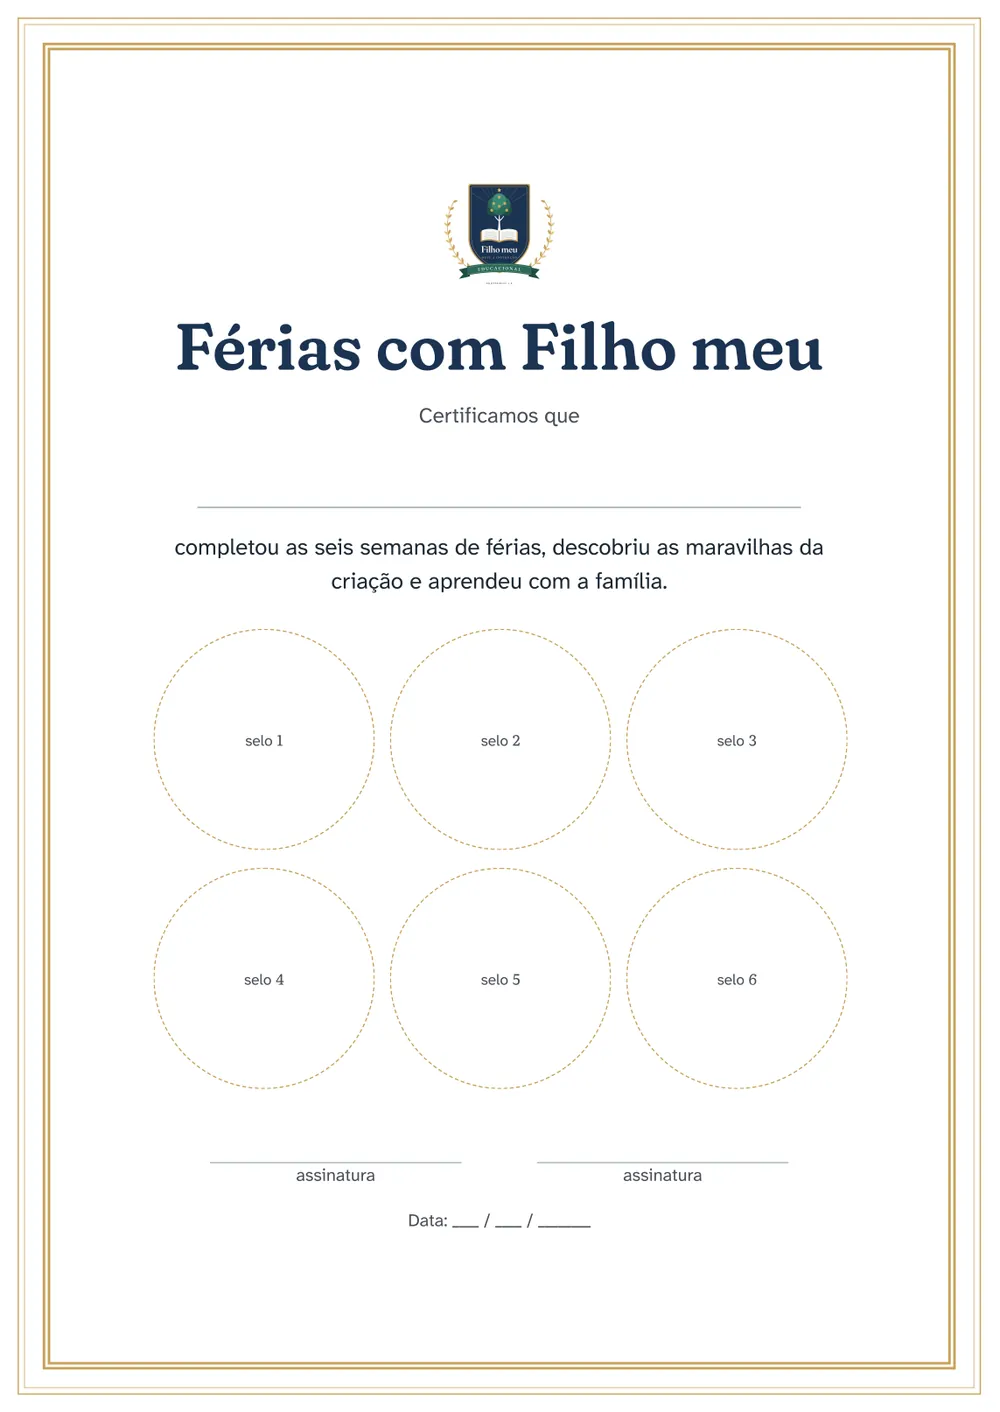 Filho meu
EDUCACIONAL
Férias com Filho meu
Certificamos que
completou as seis semanas de férias, descobriu as maravilhas da
criação e aprendeu com a família.
selo 1 selo 2 selo 3
selo 4 selo 5 selo 6
assinatura assinatura
Data: ___ / ___ / ______